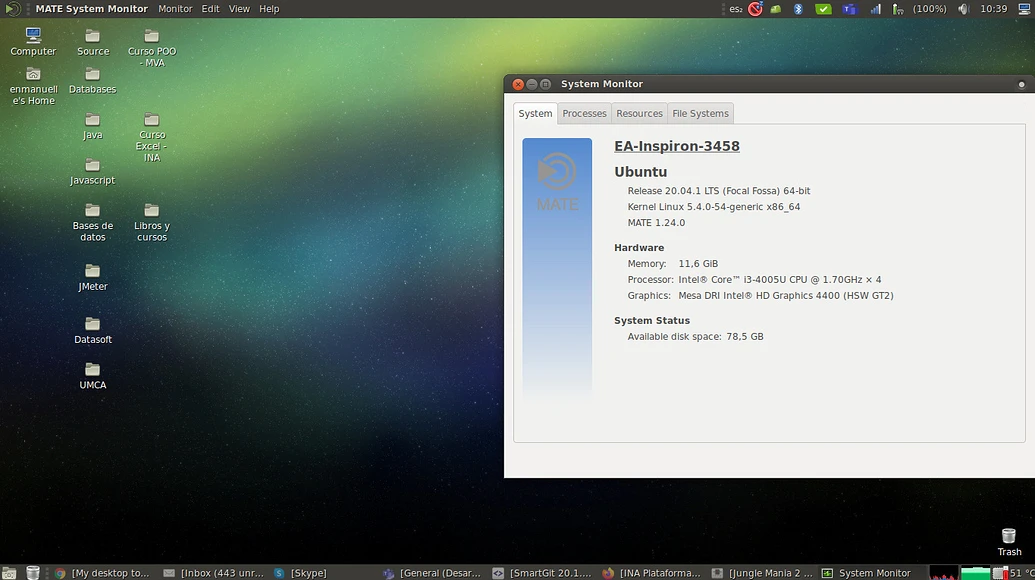 MATE System Monitor Monitor Edit View Help
es₂ (100%) 10:39
Computer Source Curso POO
- MVA
enmanuell
e's Home
Databases
Java Curso
Excel -
INA
Javascript
Bases de
datos
Libros y
cursos
JMeter
Datasoft
UMCA
System Monitor
System Processes Resources File Systems
MATE
EA-Inspiron-3458
Ubuntu
Release 20.04.1 LTS (Focal Fossa) 64-bit
Kernel Linux 5.4.0-54-generic x86_64
MATE 1.24.0
Hardware
Memory: 11,6 GiB
Processor: Intel® Core™ i3-4005U CPU @ 1.70GHz × 4
Graphics: Mesa DRI Intel® HD Graphics 4400 (HSW GT2)
System Status
Available disk space: 78,5 GB
Trash
[My desktop to... [Inbox (443 unr... [Skype] [General (Desar... [SmartGit 20.1.... [INA Plataforma... [Jungle Mania 2 ... System Monitor